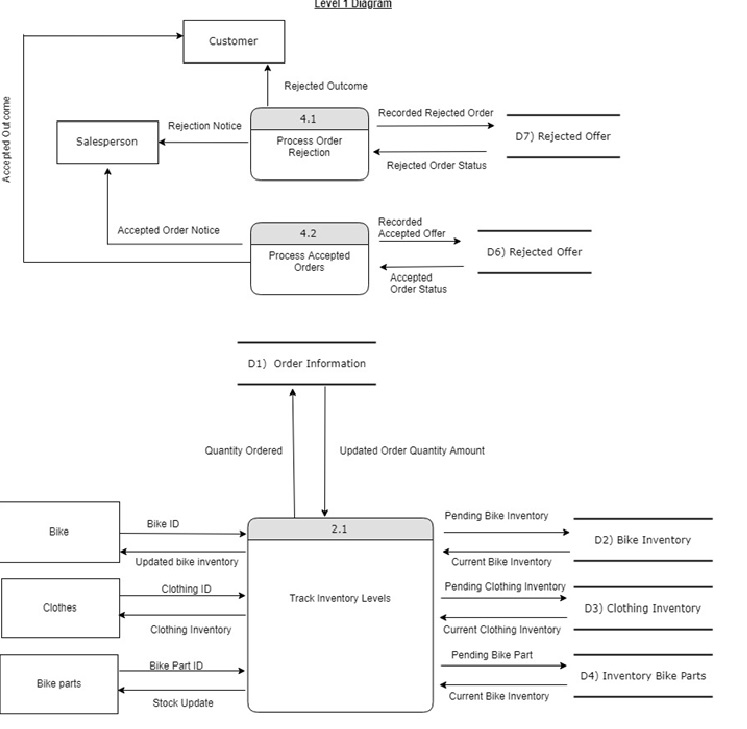 Level 1 Diagram
Customer
Accepted Outcome
Rejected Outcome
4.1
Process Order
Rejection
Rejection Notice
Salesperson
Recorded Rejected Order
D7) Rejected Offer
Rejected Order Status
Accepted Order Notice
4.2
Process Accepted
Orders
Recorded
Accepted Offer
D6) Rejected Offer
Accepted
Order Status
D1) Order Information
Quantity Ordered
Updated Order Quantity Amount
Bike
Bike ID
Updated bike inventory
2.1
Track Inventory Levels
Pending Bike Inventory
D2) Bike Inventory
Current Bike Inventory
Clothes
Clothing ID
Clothing Inventory
Pending Clothing Inventory
D3) Clothing Inventory
Current Clothing Inventory
Bike parts
Bike Part ID
Stock Update
Pending Bike Part
D4) Inventory Bike Parts
Current Bike Inventory